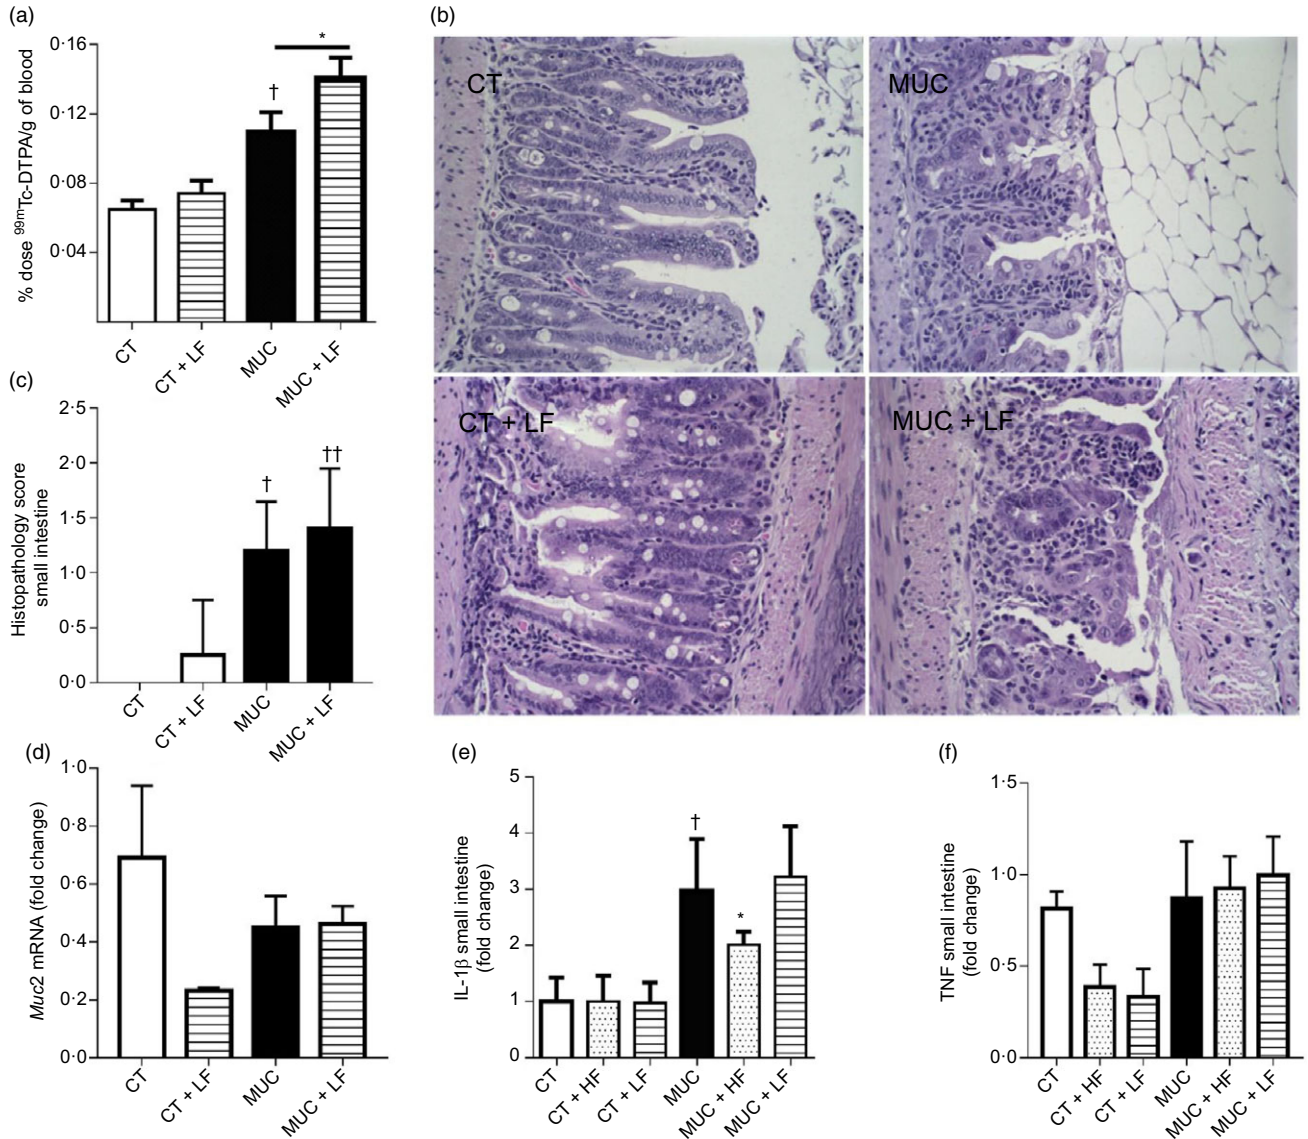 (a)
% dose ⁹⁹ᵐTc-DTPA/g of blood
0·16
0·12
0·08
0·04
†
*
CT
CT + LF
MUC
MUC + LF
(b)
CT
MUC
CT + LF
MUC + LF
(c)
Histopathology score
small intestine
2·5
2·0
1·5
1·0
0·5
0·0
†
††
CT
CT + LF
MUC
MUC + LF
(d)
Muc2 mRNA (fold change)
1·0
0·8
0·6
0·4
0·2
0·0
CT
CT + LF
MUC
MUC + LF
(e)
IL-1β small intestine
(fold change)
5
4
3
2
1
0
†
*
CT
CT + HF
CT + LF
MUC
MUC + HF
MUC + LF
(f)
TNF small intestine
(fold change)
1·5
1·0
0·5
0·0
CT
CT + HF
CT + LF
MUC
MUC + HF
MUC + LF